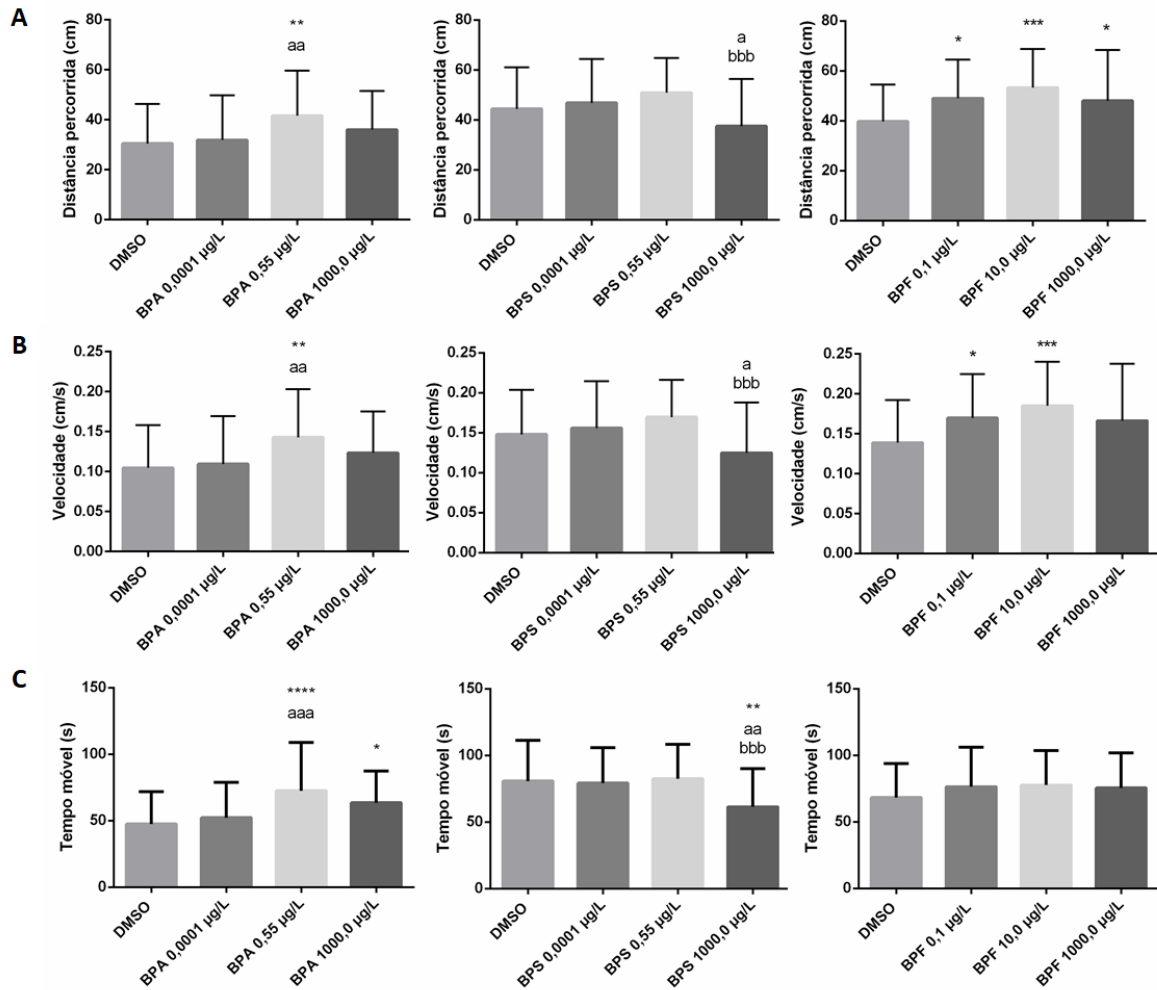 A
Distância percorrida (cm)
80
60
40
20
0
**
aa
DMSO
BPA 0,0001 µg/L
BPA 0,55 µg/L
BPA 1000,0 µg/L
Distância percorrida (cm)
80
60
40
20
0
a
bbb
DMSO
BPS 0,0001 µg/L
BPS 0,55 µg/L
BPS 1000,0 µg/L
Distância percorrida (cm)
80
60
40
20
0
*
***
*
DMSO
BPF 0,1 µg/L
BPF 10,0 µg/L
BPF 1000,0 µg/L
B
Velocidade (cm/s)
0.25
0.20
0.15
0.10
0.05
0.00
**
aa
DMSO
BPA 0,0001 µg/L
BPA 0,55 µg/L
BPA 1000,0 µg/L
Velocidade (cm/s)
0.25
0.20
0.15
0.10
0.05
0.00
a
bbb
DMSO
BPS 0,0001 µg/L
BPS 0,55 µg/L
BPS 1000,0 µg/L
Velocidade (cm/s)
0.25
0.20
0.15
0.10
0.05
0.00
*
***
DMSO
BPF 0,1 µg/L
BPF 10,0 µg/L
BPF 1000,0 µg/L
C
Tempo móvel (s)
150
100
50
0
****
aaa
*
DMSO
BPA 0,0001 µg/L
BPA 0,55 µg/L
BPA 1000,0 µg/L
Tempo móvel (s)
150
100
50
0
**
aa
bbb
DMSO
BPS 0,0001 µg/L
BPS 0,55 µg/L
BPS 1000,0 µg/L
Tempo móvel (s)
150
100
50
0
DMSO
BPF 0,1 µg/L
BPF 10,0 µg/L
BPF 1000,0 µg/L